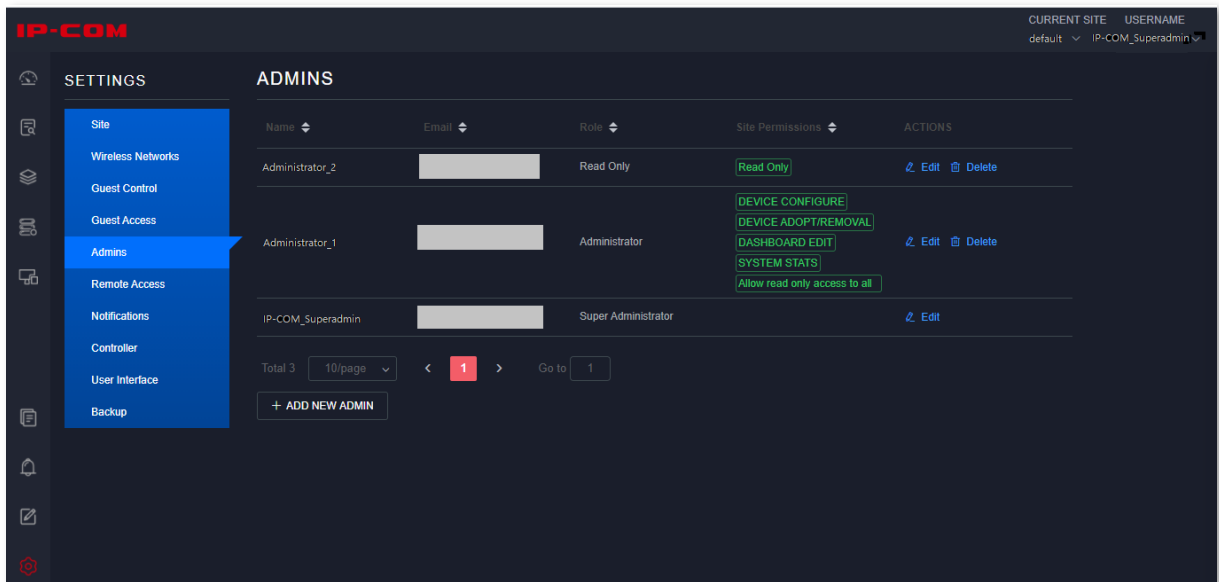 IP-COM
CURRENT SITE USERNAME
default IP-COM_Superadmin
SETTINGS
Site
Wireless Networks
Guest Control
Guest Access
Admins
Remote Access
Notifications
Controller
User Interface
Backup
ADMINS
Name Email Role Site Permissions ACTIONS
Administrator_2 Read Only Read Only Edit Delete
DEVICE CONFIGURE
DEVICE ADOPT/REMOVAL
Administrator_1 Administrator DASHBOARD EDIT Edit Delete
SYSTEM STATS
Allow read only access to all
IP-COM_Superadmin Super Administrator Edit
Total 3 10/page 1 Go to 1
+ ADD NEW ADMIN